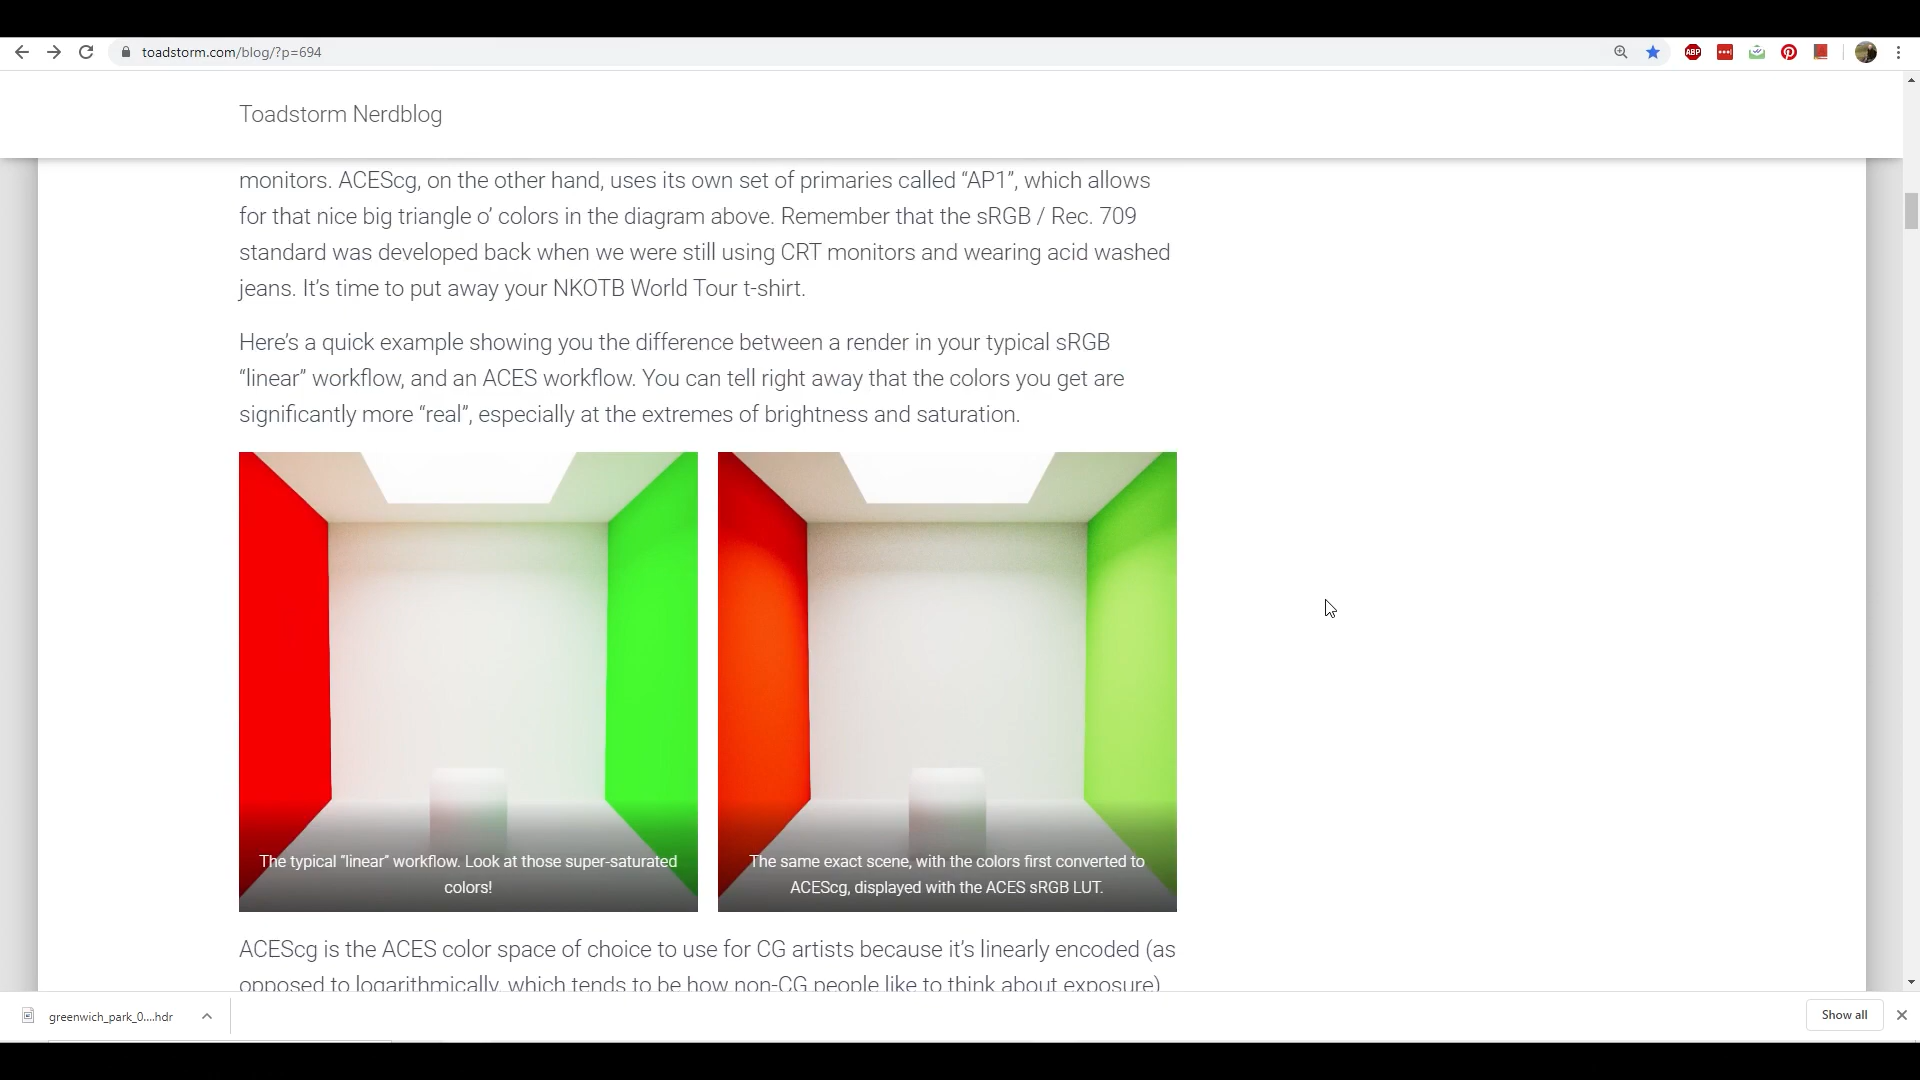 toadstorm.com/blog/?p=694
ABP
Toadstorm Nerdblog
monitors. ACEScg, on the other hand, uses its own set of primaries called “AP1”, which allows
for that nice big triangle o’ colors in the diagram above. Remember that the sRGB / Rec. 709
standard was developed back when we were still using CRT monitors and wearing acid washed
jeans. It’s time to put away your NKOTB World Tour t-shirt.
Here’s a quick example showing you the difference between a render in your typical sRGB
“linear” workflow, and an ACES workflow. You can tell right away that the colors you get are
significantly more “real”, especially at the extremes of brightness and saturation.
The typical “linear” workflow. Look at those super-saturated
colors!
The same exact scene, with the colors first converted to
ACEScg, displayed with the ACES sRGB LUT.
ACEScg is the ACES color space of choice to use for CG artists because it’s linearly encoded (as
opposed to logarithmically, which tends to be how non-CG people like to think about exposure)
greenwich_park_0....hdr
Show all